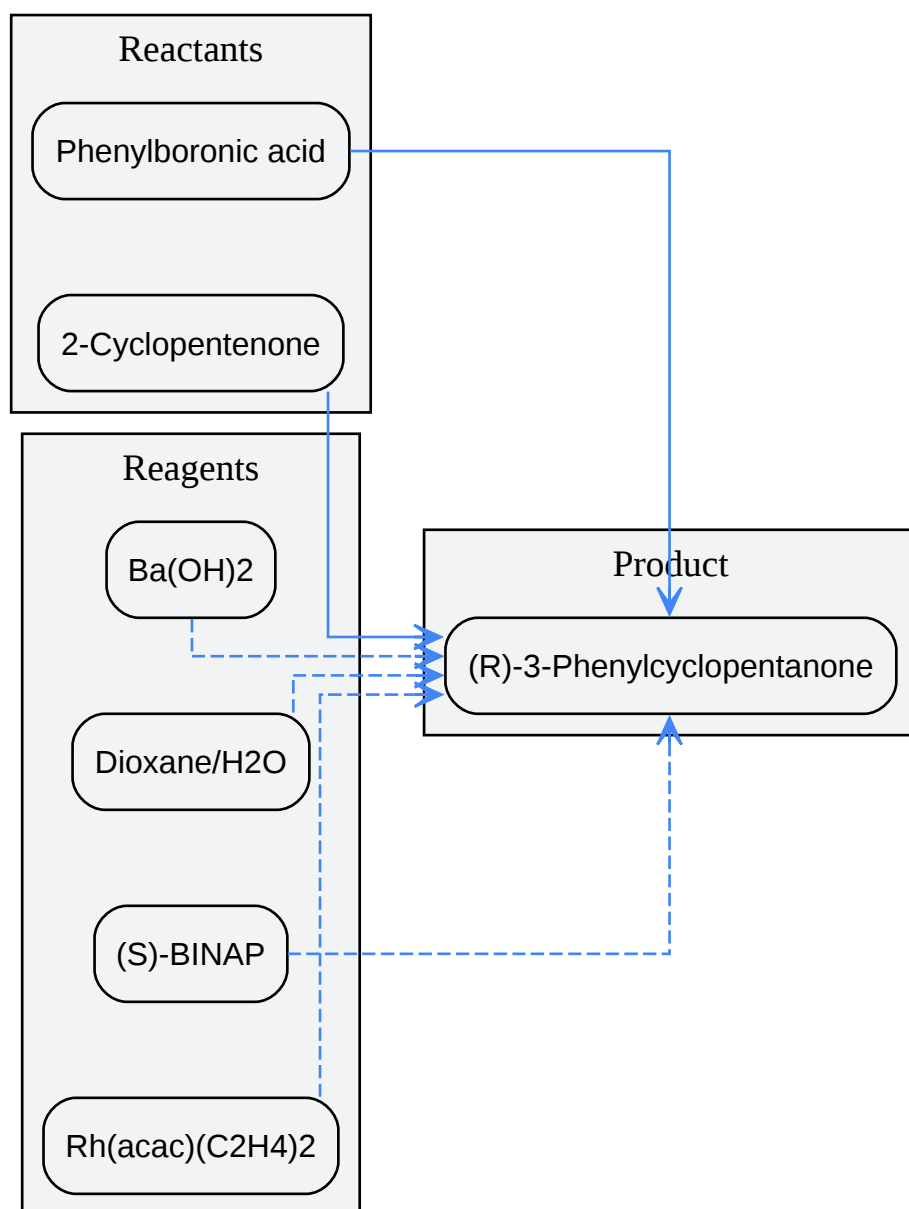 Reactants
Phenylboronic acid
2-Cyclopentenone
Reagents
Ba(OH)2
Dioxane/H2O
(S)-BINAP
Rh(acac)(C2H4)2
Product
(R)-3-Phenylcyclopentanone